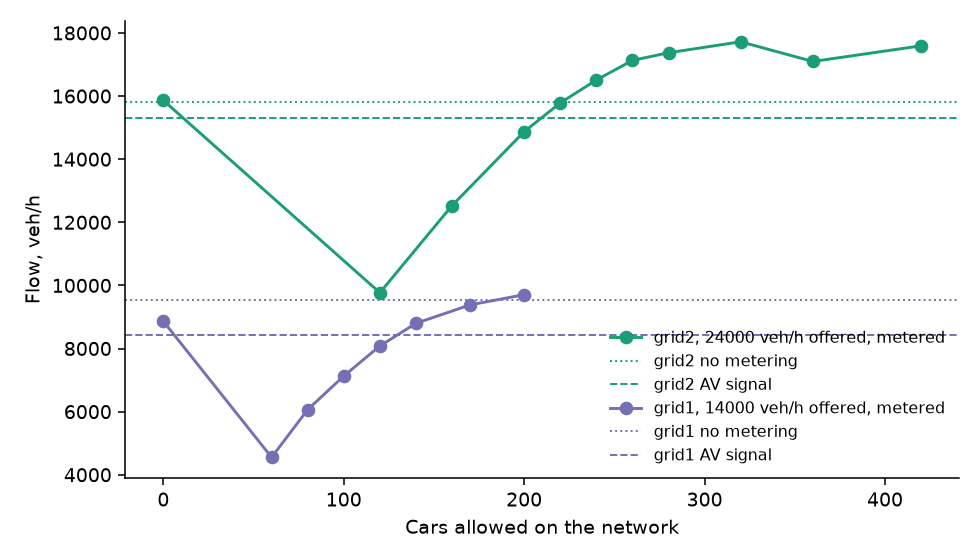 18000
16000
14000
12000
10000
8000
6000
4000
Flow, veh/h
0 100 200 300 400
Cars allowed on the network
grid2, 24000 veh/h offered, metered
grid2 no metering
grid2 AV signal
grid1, 14000 veh/h offered, metered
grid1 no metering
grid1 AV signal